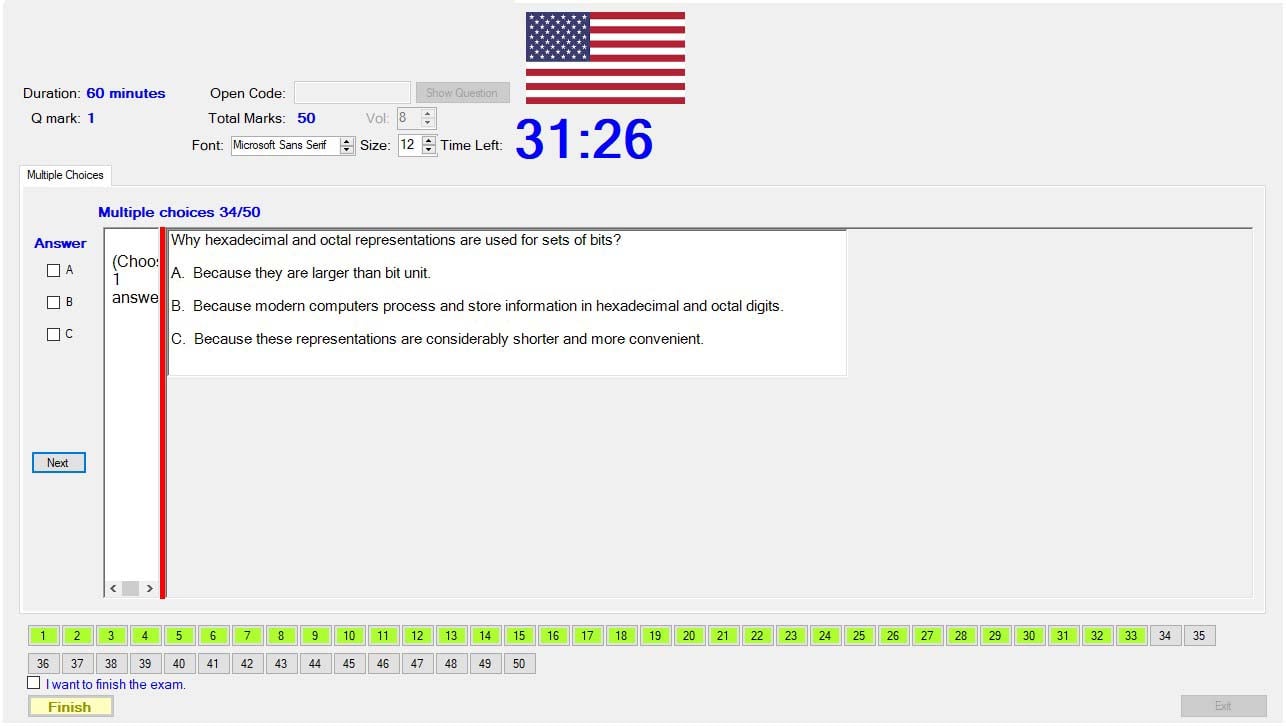 Duration: 60 minutes Open Code: Show Question
Q mark: 1 Total Marks: 50 Vol: 8
Font: Microsoft Sans Serif Size: 12 Time Left: 31:26
Multiple Choices
Multiple choices 34/50
Answer
A
B
C
Next
(Choos
1
answe
Why hexadecimal and octal representations are used for sets of bits?
A. Because they are larger than bit unit.
B. Because modern computers process and store information in hexadecimal and octal digits.
C. Because these representations are considerably shorter and more convenient.
1 2 3 4 5 6 7 8 9 10 11 12 13 14 15 16 17 18 19 20 21 22 23 24 25 26 27 28 29 30 31 32 33 34 35
36 37 38 39 40 41 42 43 44 45 46 47 48 49 50
I want to finish the exam.
Finish Exit